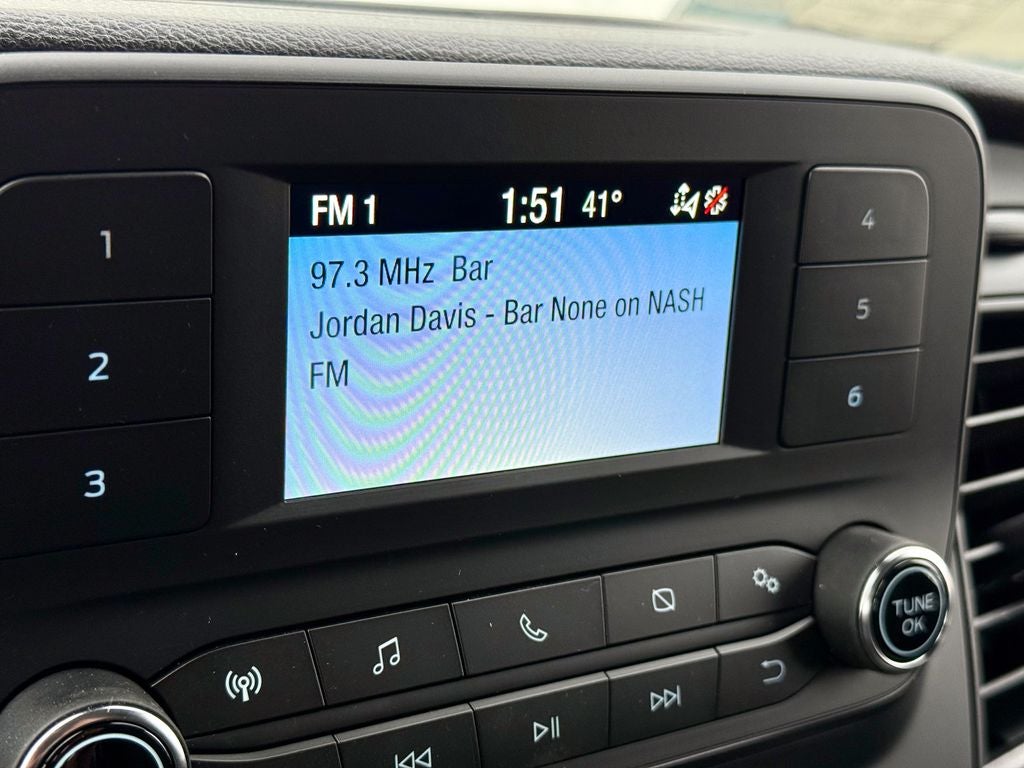 FM 1 1:51 41°
97.3 MHz Bar
Jordan Davis - Bar None on NASH
FM
1
2
3
4
5
6
TUNE
OK